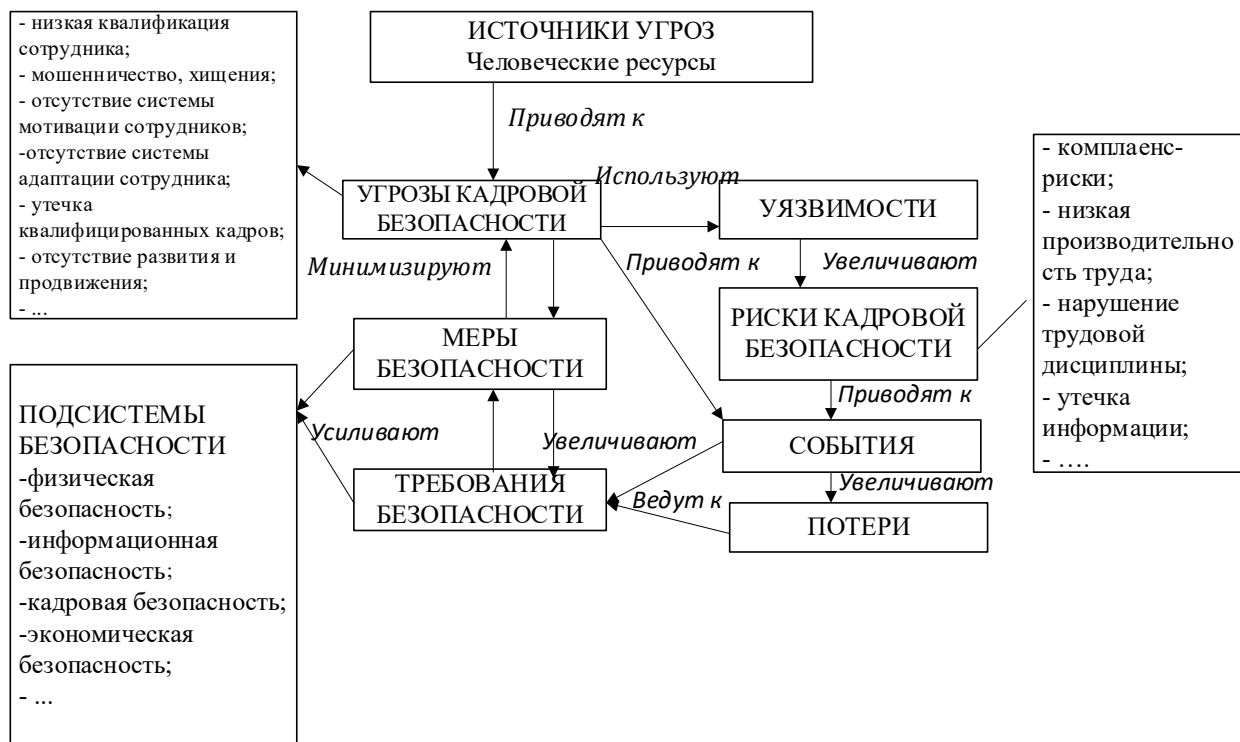 - низкая квалификация
сотрудника;
- мошенничество, хищения;
- отсутствие системы
мотивации сотрудников;
-отсутствие системы
адаптации сотрудника;
- утечка
квалифицированных кадров;
- отсутствие развития и
продвижения;
- ...
ИСТОЧНИКИ УГРОЗ
Человеческие ресурсы
Приводят к
УГРОЗЫ КАДРОВОЙ
БЕЗОПАСНОСТИ
Используют
УЯЗВИМОСТИ
Минимизируют
Приводят к
Увеличивают
РИСКИ КАДРОВОЙ
БЕЗОПАСНОСТИ
- комплаенс-
риски;
- низкая
производительно
сть труда;
- нарушение
трудовой
дисциплины;
- утечка
информации;
- ….
МЕРЫ
БЕЗОПАСНОСТИ
Приводят к
Усиливают
Увеличивают
СОБЫТИЯ
ТРЕБОВАНИЯ
БЕЗОПАСНОСТИ
Ведут к
Увеличивают
ПОТЕРИ
ПОДСИСТЕМЫ
БЕЗОПАСНОСТИ
-физическая
безопасность;
-информационная
безопасность;
-кадровая безопасность;
-экономическая
безопасность;
- ...